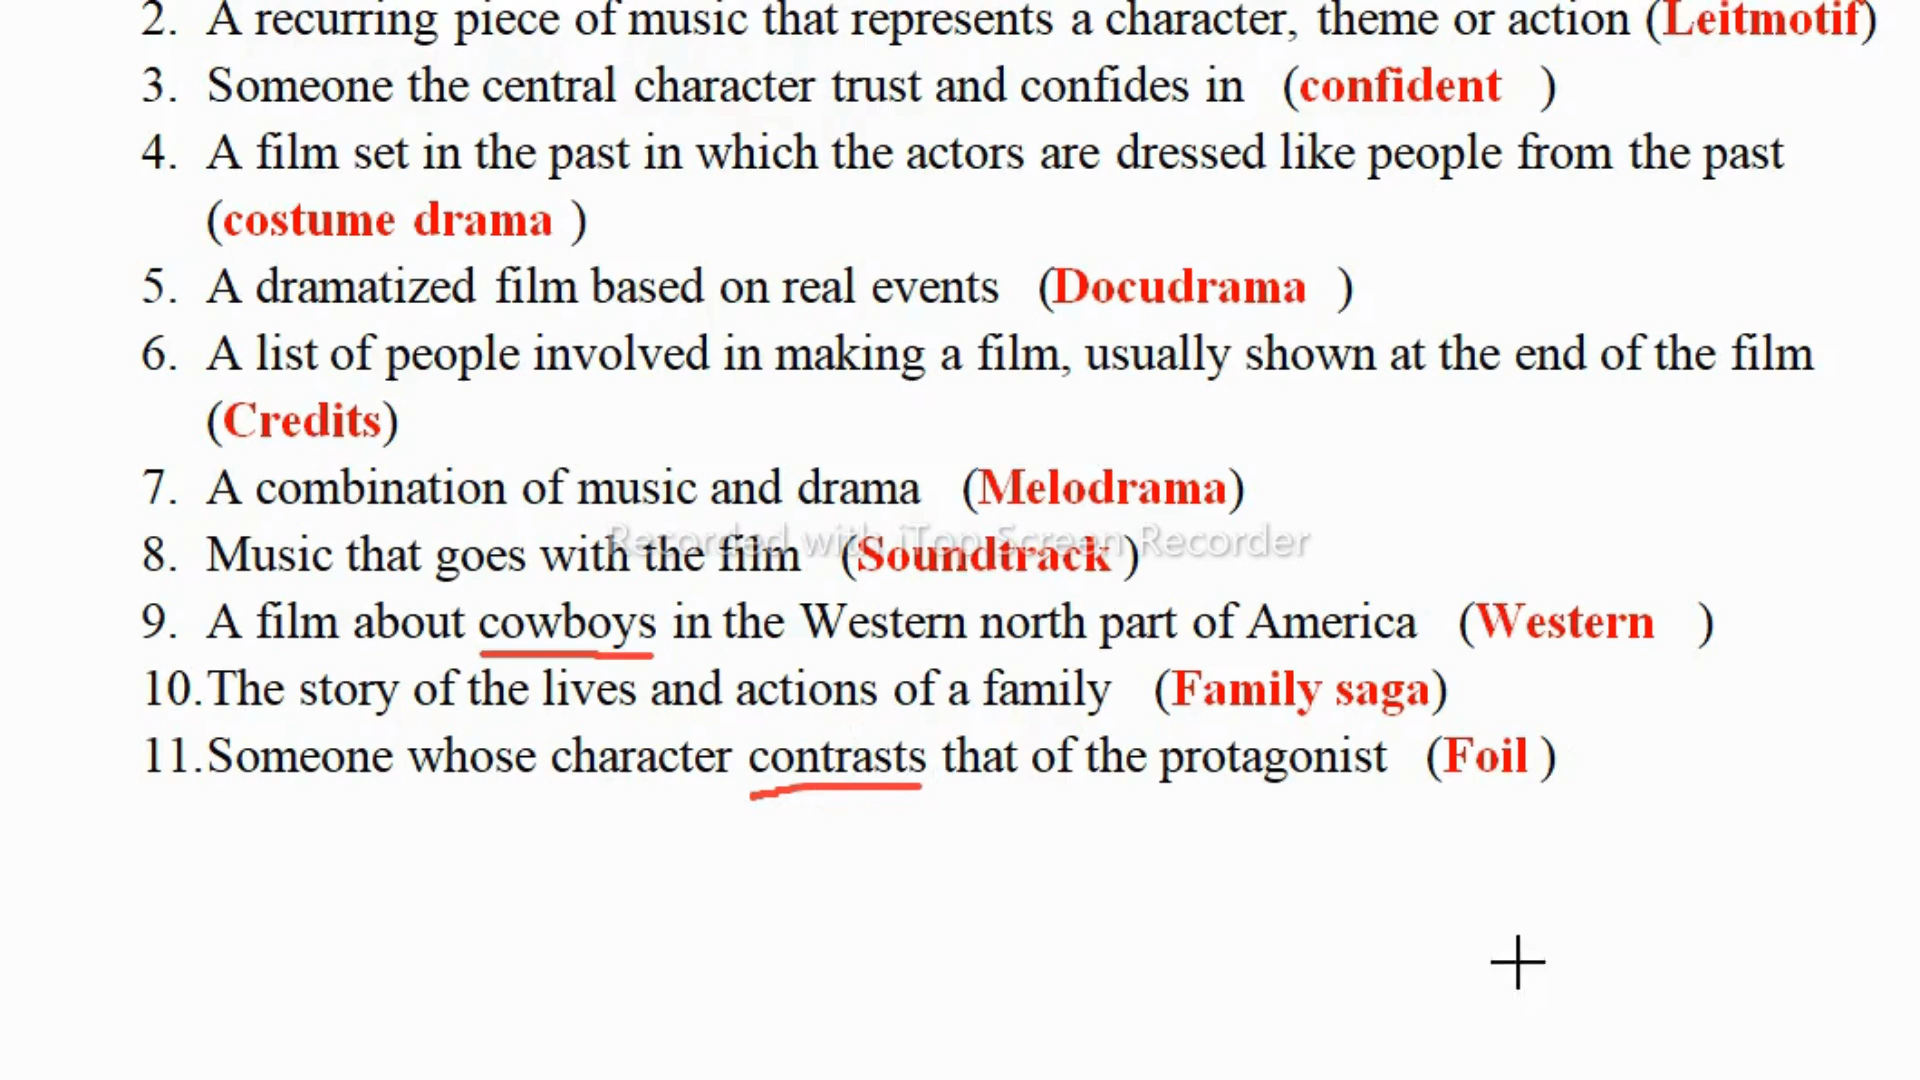 2. A recurring piece of music that represents a character, theme or action (Leitmotif)
3. Someone the central character trust and confides in (confident )
4. A film set in the past in which the actors are dressed like people from the past
(costume drama )
5. A dramatized film based on real events (Docudrama )
6. A list of people involved in making a film, usually shown at the end of the film
(Credits)
7. A combination of music and drama (Melodrama)
Recorded with iTop Screen Recorder
8. Music that goes with the film (Soundtrack )
9. A film about cowboys in the Western north part of America (Western )
10.The story of the lives and actions of a family (Family saga)
11.Someone whose character contrasts that of the protagonist (Foil )